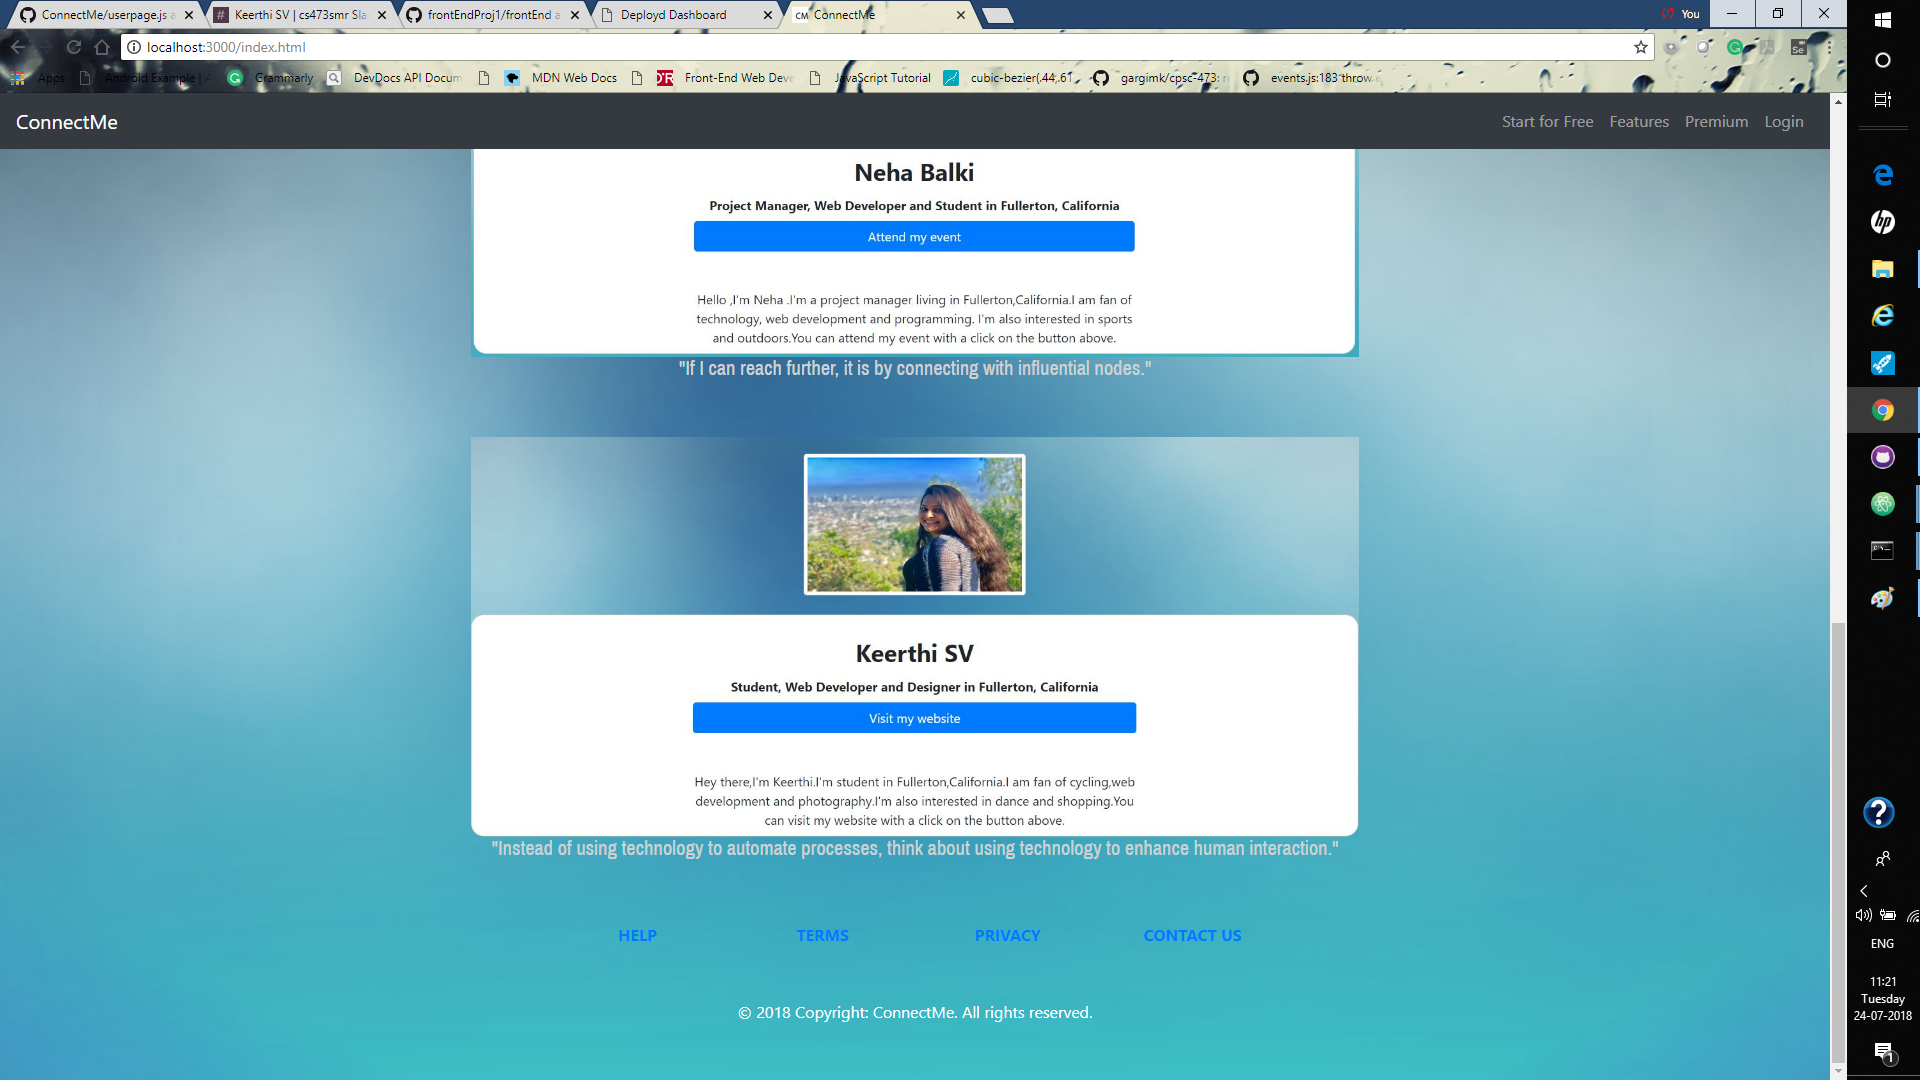 ConnectMe/userpage.js a
Keerthi SV | cs473smr Sla
frontEndProj1/frontEnd a
Deployd Dashboard
CM ConnectMe
You
localhost:3000/index.html
Apps
Android Example | A
Grammarly
DevDocs API Docum
MDN Web Docs
Front-End Web Deve
JavaScript Tutorial
cubic-bezier(.44,.61
gargimk/cpsc-473: re
events.js:183 throw e
ConnectMe
Start for Free
Features
Premium
Login
Neha Balki
Project Manager, Web Developer and Student in Fullerton, California
Attend my event
Hello ,I'm Neha .I'm a project manager living in Fullerton,California.I am fan of
technology, web development and programming. I'm also interested in sports
and outdoors.You can attend my event with a click on the button above.
"If I can reach further, it is by connecting with influential nodes."
Keerthi SV
Student, Web Developer and Designer in Fullerton, California
Visit my website
Hey there,I'm Keerthi.I'm student in Fullerton,California.I am fan of cycling,web
development and photography.I'm also interested in dance and shopping.You
can visit my website with a click on the button above.
"Instead of using technology to automate processes, think about using technology to enhance human interaction."
HELP
TERMS
PRIVACY
CONTACT US
© 2018 Copyright: ConnectMe. All rights reserved.
ENG
11:21
Tuesday
24-07-2018
1